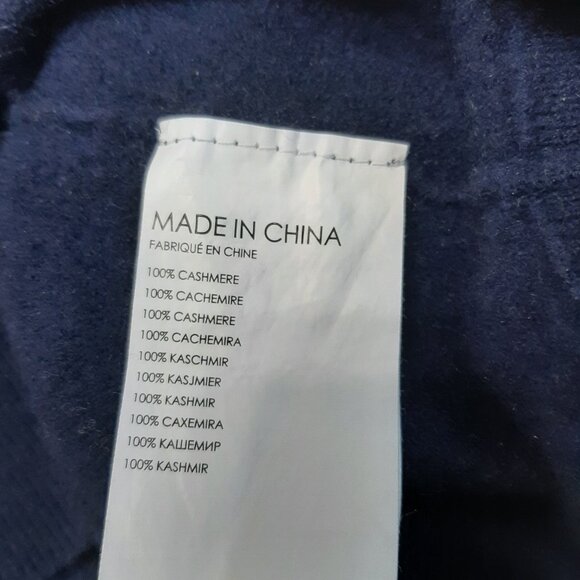 MADE IN CHINA
FABRIQUÉ EN CHINE
100% CASHMERE
100% CACHEMIRE
100% CASHMERE
100% CACHEMIRA
100% KASCHMIR
100% KASJMIER
100% KASHMIR
100% CAXEMIRA
100% КАШЕМИР
100% KASHMIR